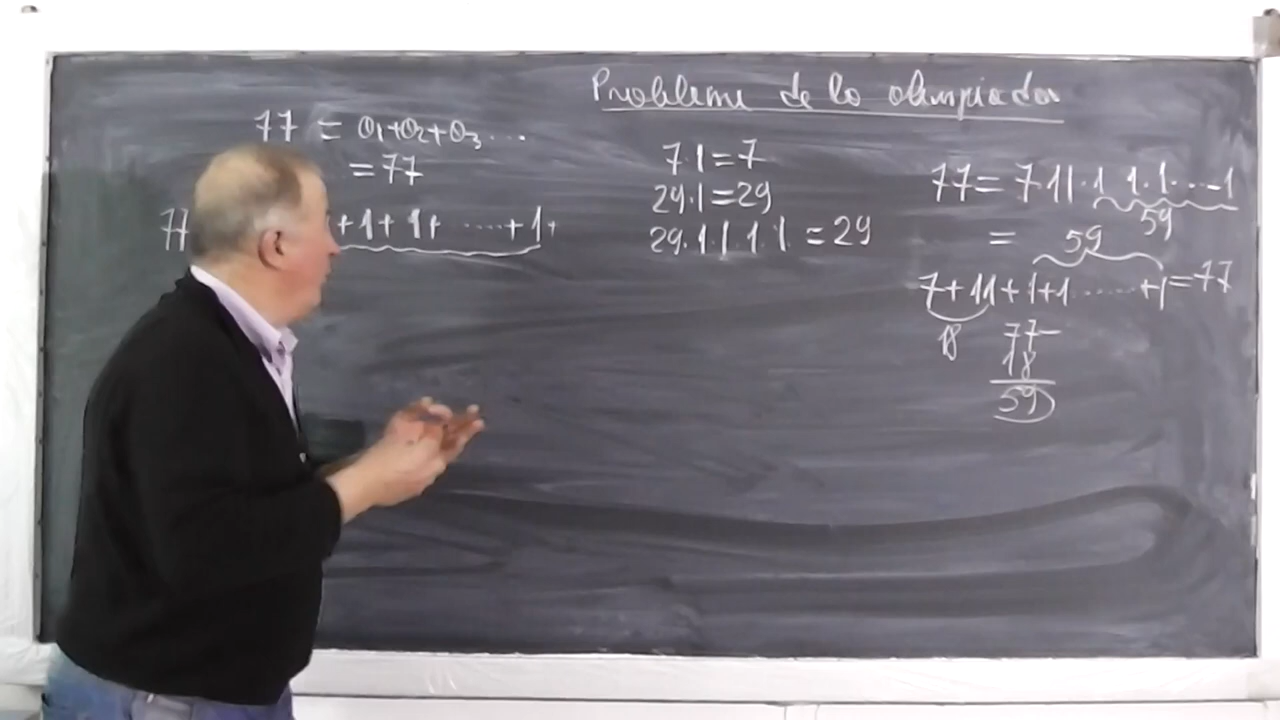 Probleme de la olimpiada
77 = a₁+a₂+a₃ ...
= 77
77 +1+1+ .....+1+
7·1=7
29·1=29
29·1·1·1·1 = 29
77= 7·11·1·1·1·...·1
59
= 59
7+11+1+1......+1=77
18 77-
18
59